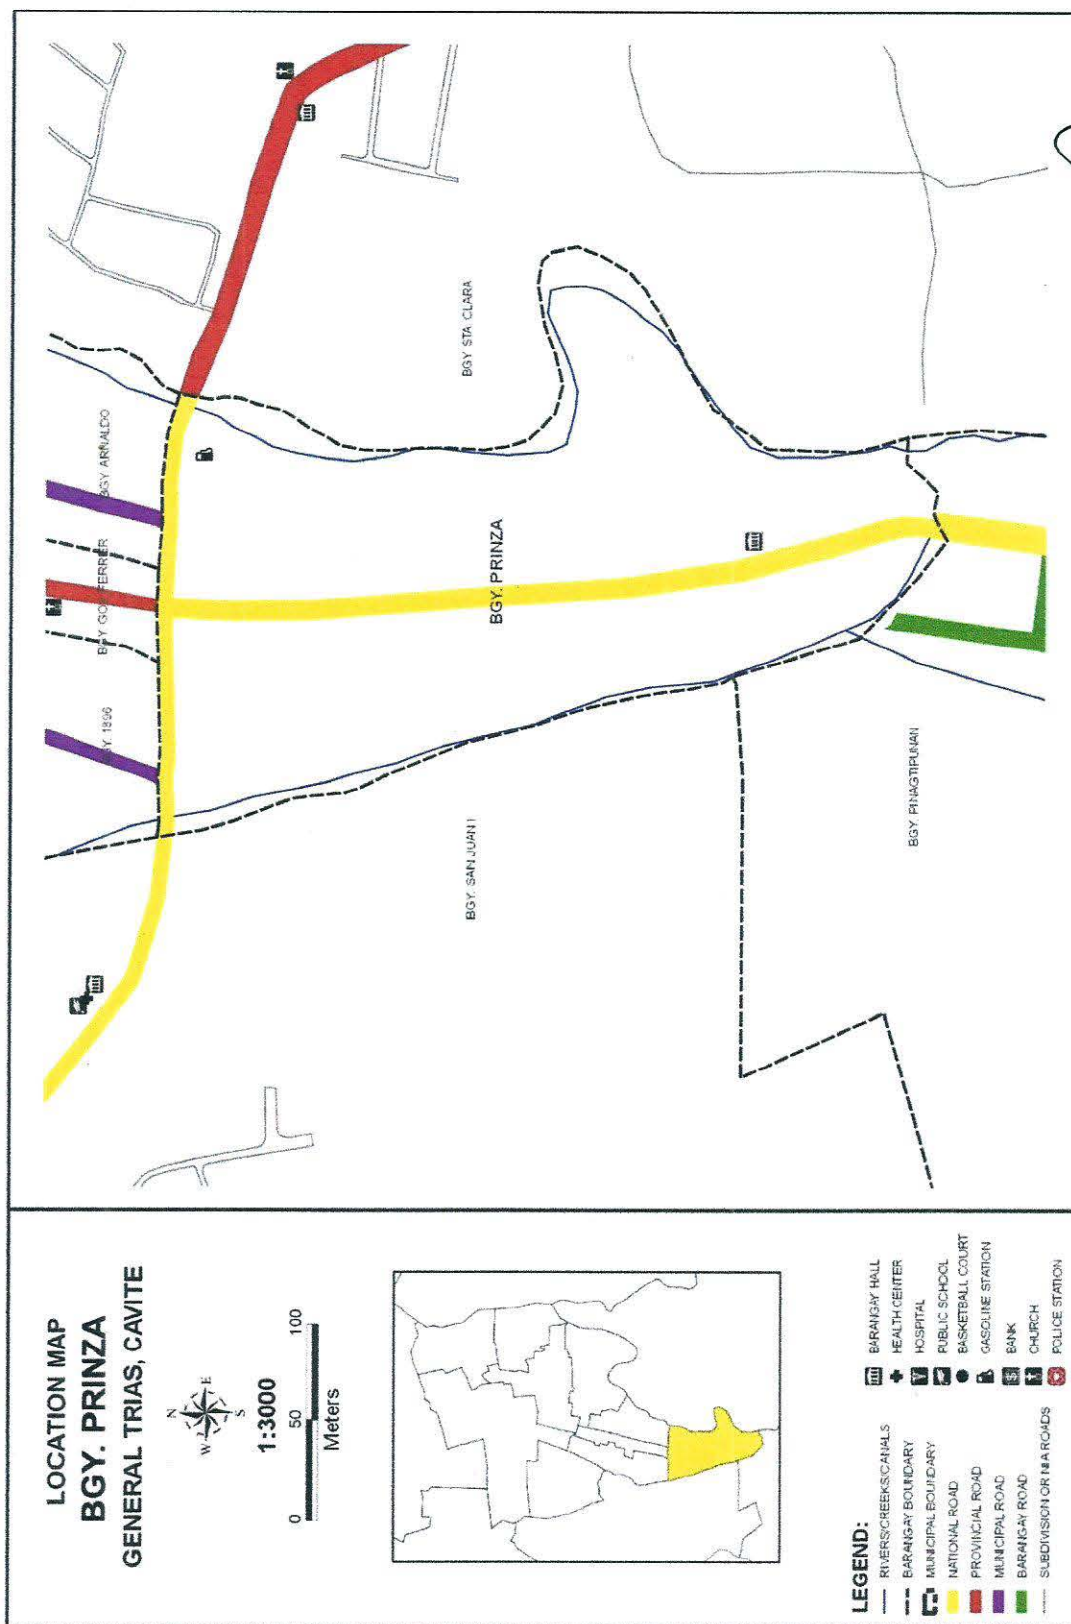 LOCATION MAP
BGY. PRINZA
GENERAL TRIAS, CAVITE
N
W
E
S
1:3000
0 50 100
Meters
LEGEND:
RIVERS/CREEKS/CANALS
BARANGAY BOUNDARY
MUNICIPAL BOUNDARY
NATIONAL ROAD
PROVINCIAL ROAD
MUNICIPAL ROAD
BARANGAY ROAD
SUBDIVISION OR NIA ROADS
BARANGAY HALL
HEALTH CENTER
HOSPITAL
PUBLIC SCHOOL
BASKETBALL COURT
GASOLINE STATION
BANK
CHURCH
POLICE STATION
BGY. 1896
BGY GOV FERRER
BGY ARNALDO
BGY STA CLARA
BGY. PRINZA
BGY. SAN JUAN I
BGY. PINAGTIPUNAN